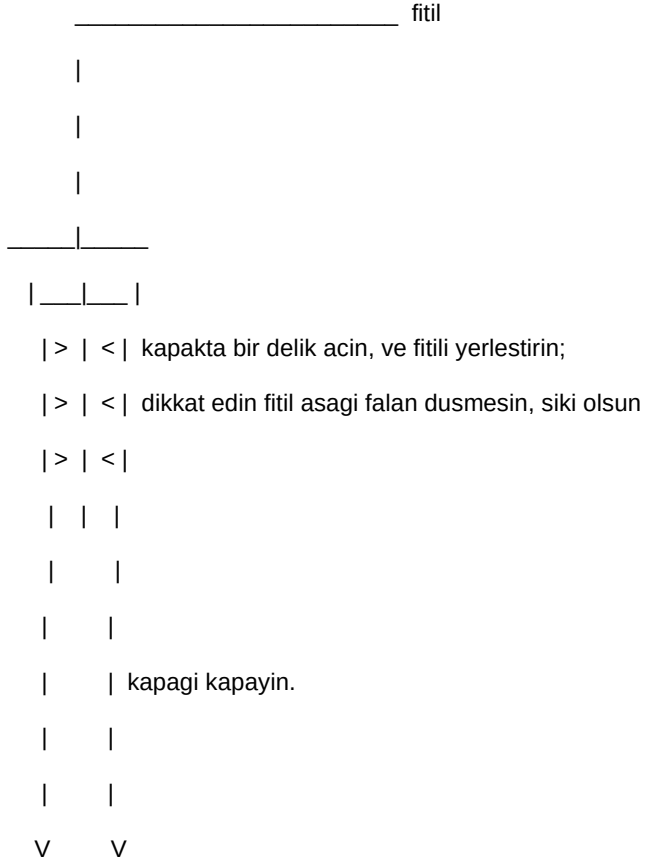 fitil
kapakta bir delik acin, ve fitili yerlestirin;
dikkat edin fitil asagi falan dusmesin, siki olsun
kapagi kapayin.